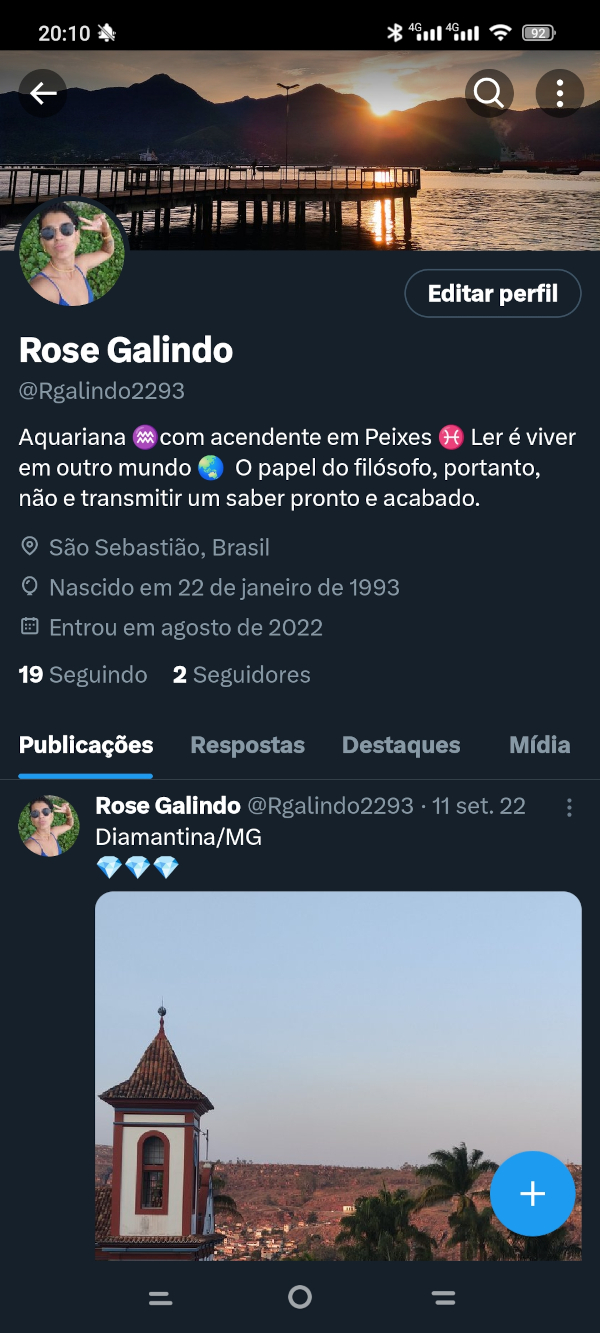 20:10
4G 4G 92
Editar perfil
Rose Galindo
@Rgalindo2293
Aquariana ♒com acendente em Peixes ♓ Ler é viver
em outro mundo 🌏 O papel do filósofo, portanto,
não e transmitir um saber pronto e acabado.
São Sebastião, Brasil
Nascido em 22 de janeiro de 1993
Entrou em agosto de 2022
19 Seguindo 2 Seguidores
Publicações Respostas Destaques Mídia
Rose Galindo @Rgalindo2293 · 11 set. 22
Diamantina/MG
💎💎💎